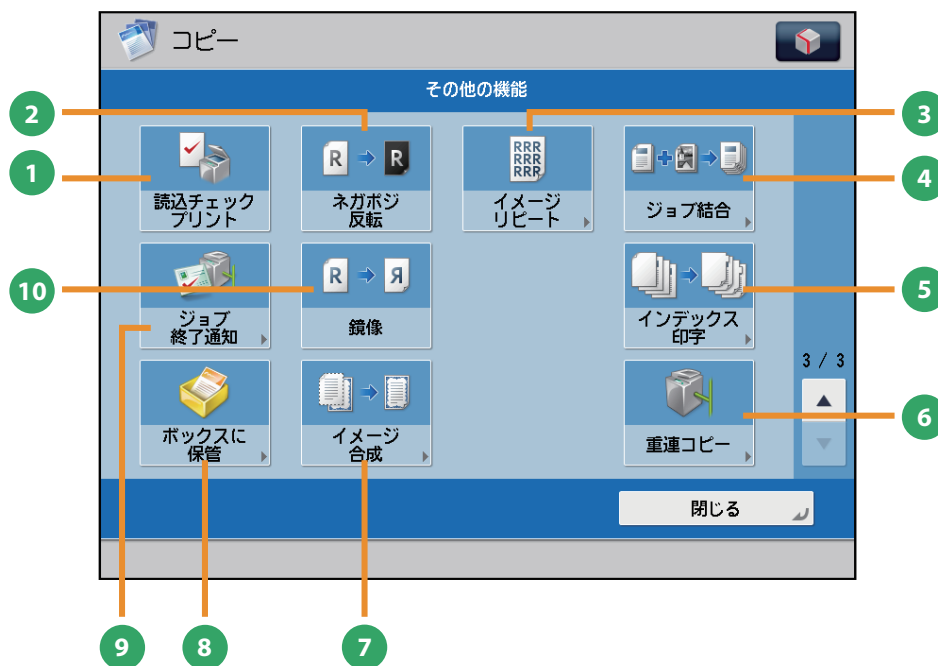 コピー
その他の機能
2
3
1
4
読込チェック
プリント
R
R
ネガポジ
反転
RRR
RRR
RRR
イメージ
リピート
ジョブ結合
10
5
ジョブ
終了通知
R
Я
鏡像
インデックス
印字
3 / 3
6
ボックスに
保管
イメージ
合成
重連コピー
閉じる
9
8
7